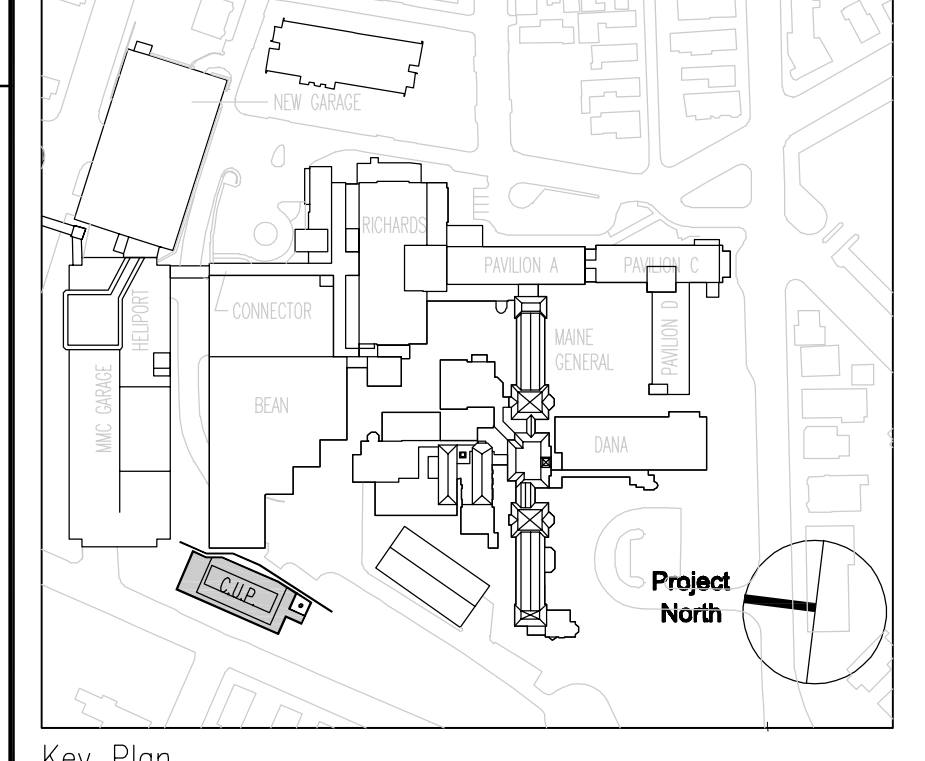 NEW GARAGE
RICHARDS
PAVILION A
PAVILION C
HELIPORT
CONNECTOR
MAINE
GENERAL
PAVILION D
MMC GARAGE
BEAN
DANA
C.U.P.
Project
North
Key Plan